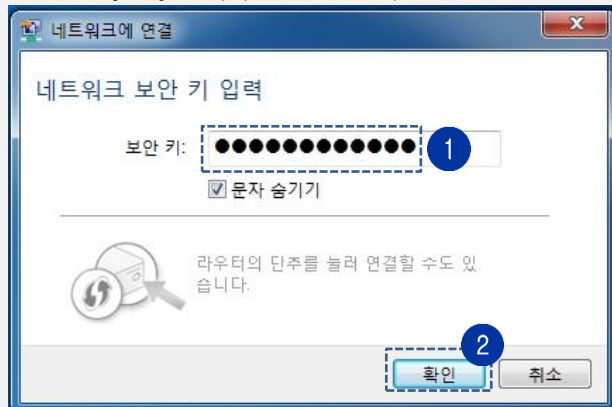 네트워크에 연결
네트워크 보안 키 입력
보안 키: ●●●●●●●●●●●● 1
문자 숨기기
라우터의 단추를 눌러 연결할 수도 있
습니다.
2
확인 취소